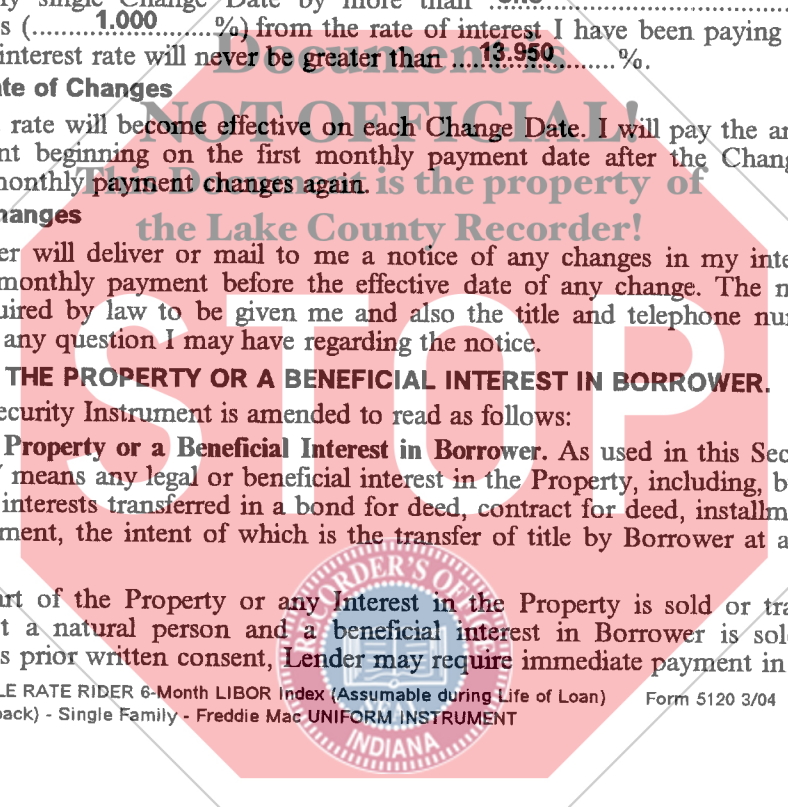 single Change Date by more than
s (..........1.000..........%) from the rate of interest I have been paying
interest rate will never be greater than ....13.950.........%.
te of Changes
rate will become effective on each Change Date. I will pay the a
nt beginning on the first monthly payment date after the Chang
monthly payment changes again.
hanges
er will deliver or mail to me a notice of any changes in my inte
monthly payment before the effective date of any change. The n
uired by law to be given me and also the title and telephone nu
any question I may have regarding the notice.
THE PROPERTY OR A BENEFICIAL INTEREST IN BORROWER.
ecurity Instrument is amended to read as follows:
Property or a Beneficial Interest in Borrower. As used in this Sec
means any legal or beneficial interest in the Property, including, b
interests transferred in a bond for deed, contract for deed, installm
ment, the intent of which is the transfer of title by Borrower at a
art of the Property or any Interest in the Property is sold or tra
t a natural person and a beneficial interest in Borrower is sol
s prior written consent, Lender may require immediate payment in
LE RATE RIDER 6-Month LIBOR Index (Assumable during Life of Loan) Form 5120 3/04
back) - Single Family - Freddie Mac UNIFORM INSTRUMENT
Document is
NOT OFFICIAL!
This Document is the property of
the Lake County Recorder!
STOP
RECORDER'S OF
SEAL
INDIANA